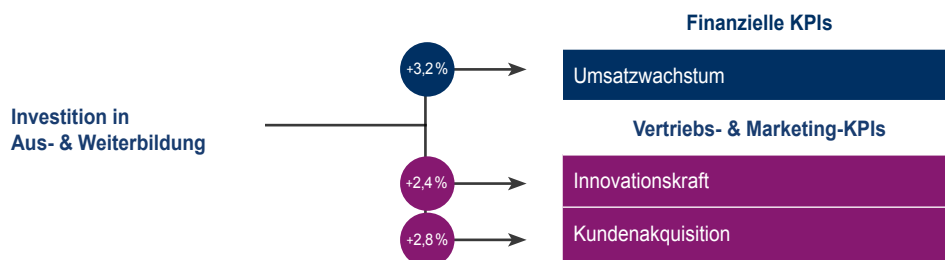 Finanzielle KPIs
+3,2 %
Umsatzwachstum
Investition in
Aus- & Weiterbildung
Vertriebs- & Marketing-KPIs
+2,4 %
Innovationskraft
+2,8 %
Kundenakquisition